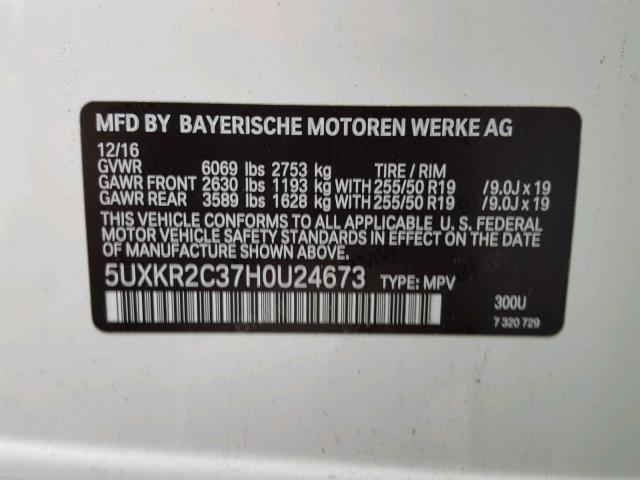 MFD BY BAYERISCHE MOTOREN WERKE AG
12/16
GVWR 6069 lbs 2753 kg TIRE / RIM
GAWR FRONT 2630 lbs 1193 kg WITH 255/50 R19 /9.0J x 19
GAWR REAR 3589 lbs 1628 kg WITH 255/50 R19 /9.0J x 19
THIS VEHICLE CONFORMS TO ALL APPLICABLE U. S. FEDERAL
MOTOR VEHICLE SAFETY STANDARDS IN EFFECT ON THE DATE
OF MANUFACTURE SHOWN ABOVE.
5UXKR2C37H0U24673 TYPE: MPV
300U
7 320 729